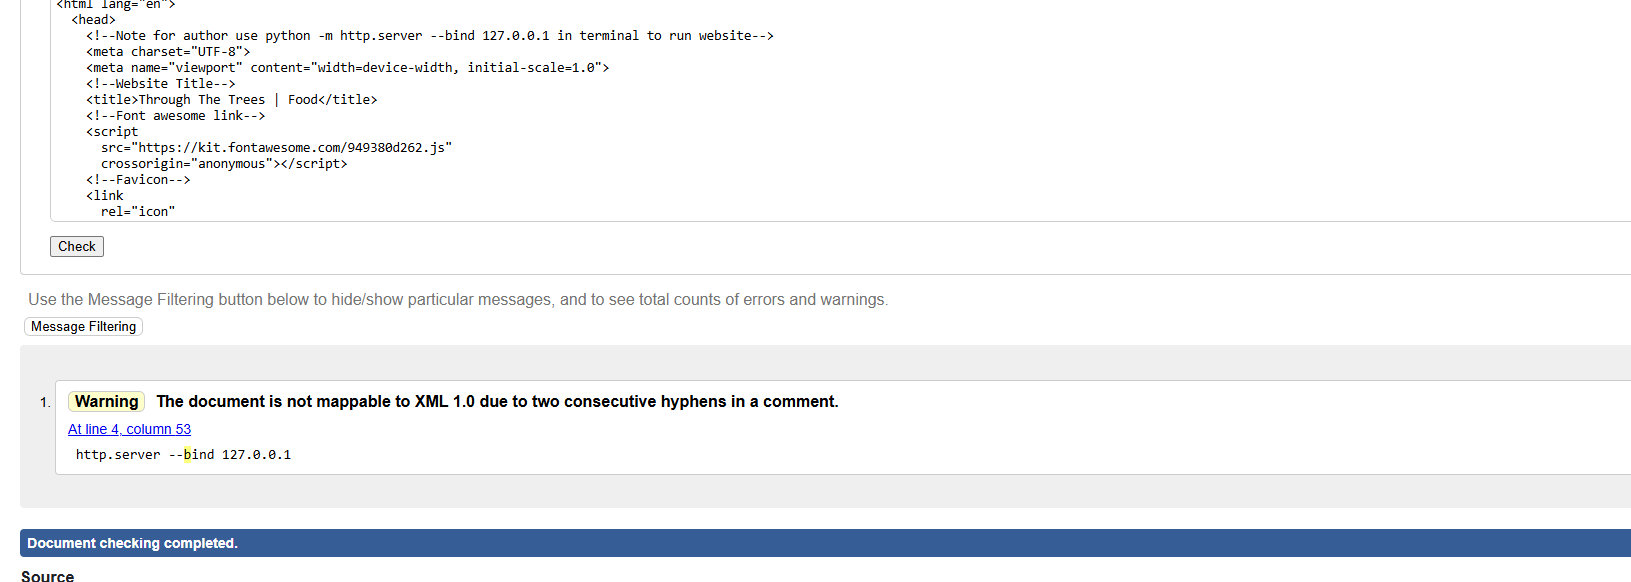 <html lang="en">
<head>
<!--Note for author use python -m http.server --bind 127.0.0.1 in terminal to run website-->
<meta charset="UTF-8">
<meta name="viewport" content="width=device-width, initial-scale=1.0">
<!--Website Title-->
<title>Through The Trees | Food</title>
<!--Font awesome link-->
<script
src="https://kit.fontawesome.com/949380d262.js"
crossorigin="anonymous"></script>
<!--Favicon-->
<link
rel="icon"
Check
Use the Message Filtering button below to hide/show particular messages, and to see total counts of errors and warnings.
Message Filtering
1. Warning The document is not mappable to XML 1.0 due to two consecutive hyphens in a comment.
At line 4, column 53
http.server --bind 127.0.0.1
Document checking completed.
Source